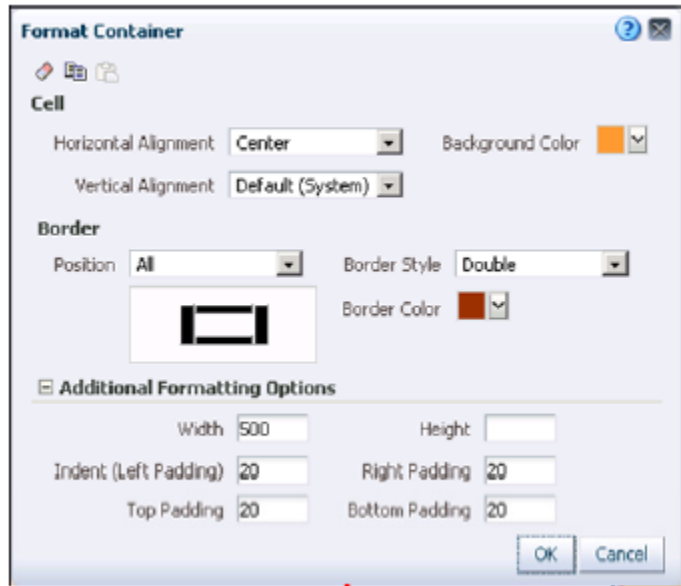 Format Container
Cell
Horizontal Alignment Center Background Color
Vertical Alignment Default (System)
Border
Position All Border Style Double
Border Color
Additional Formatting Options
Width 500 Height
Indent (Left Padding) 20 Right Padding 20
Top Padding 20 Bottom Padding 20
OK Cancel